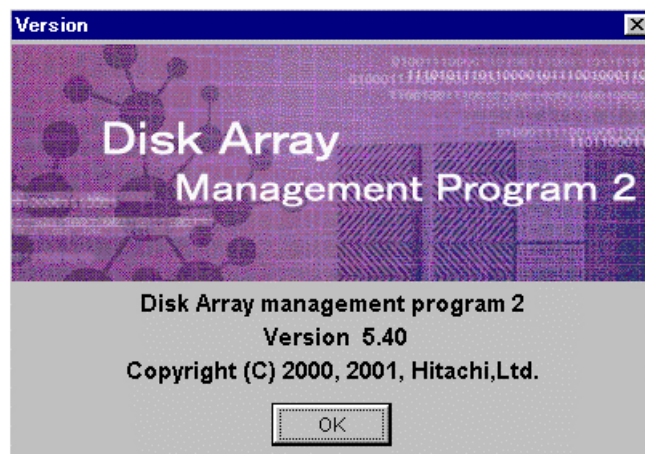 Version
Disk Array
Management Program 2
Disk Array management program 2
Version 5.40
Copyright (C) 2000, 2001, Hitachi,Ltd.
OK